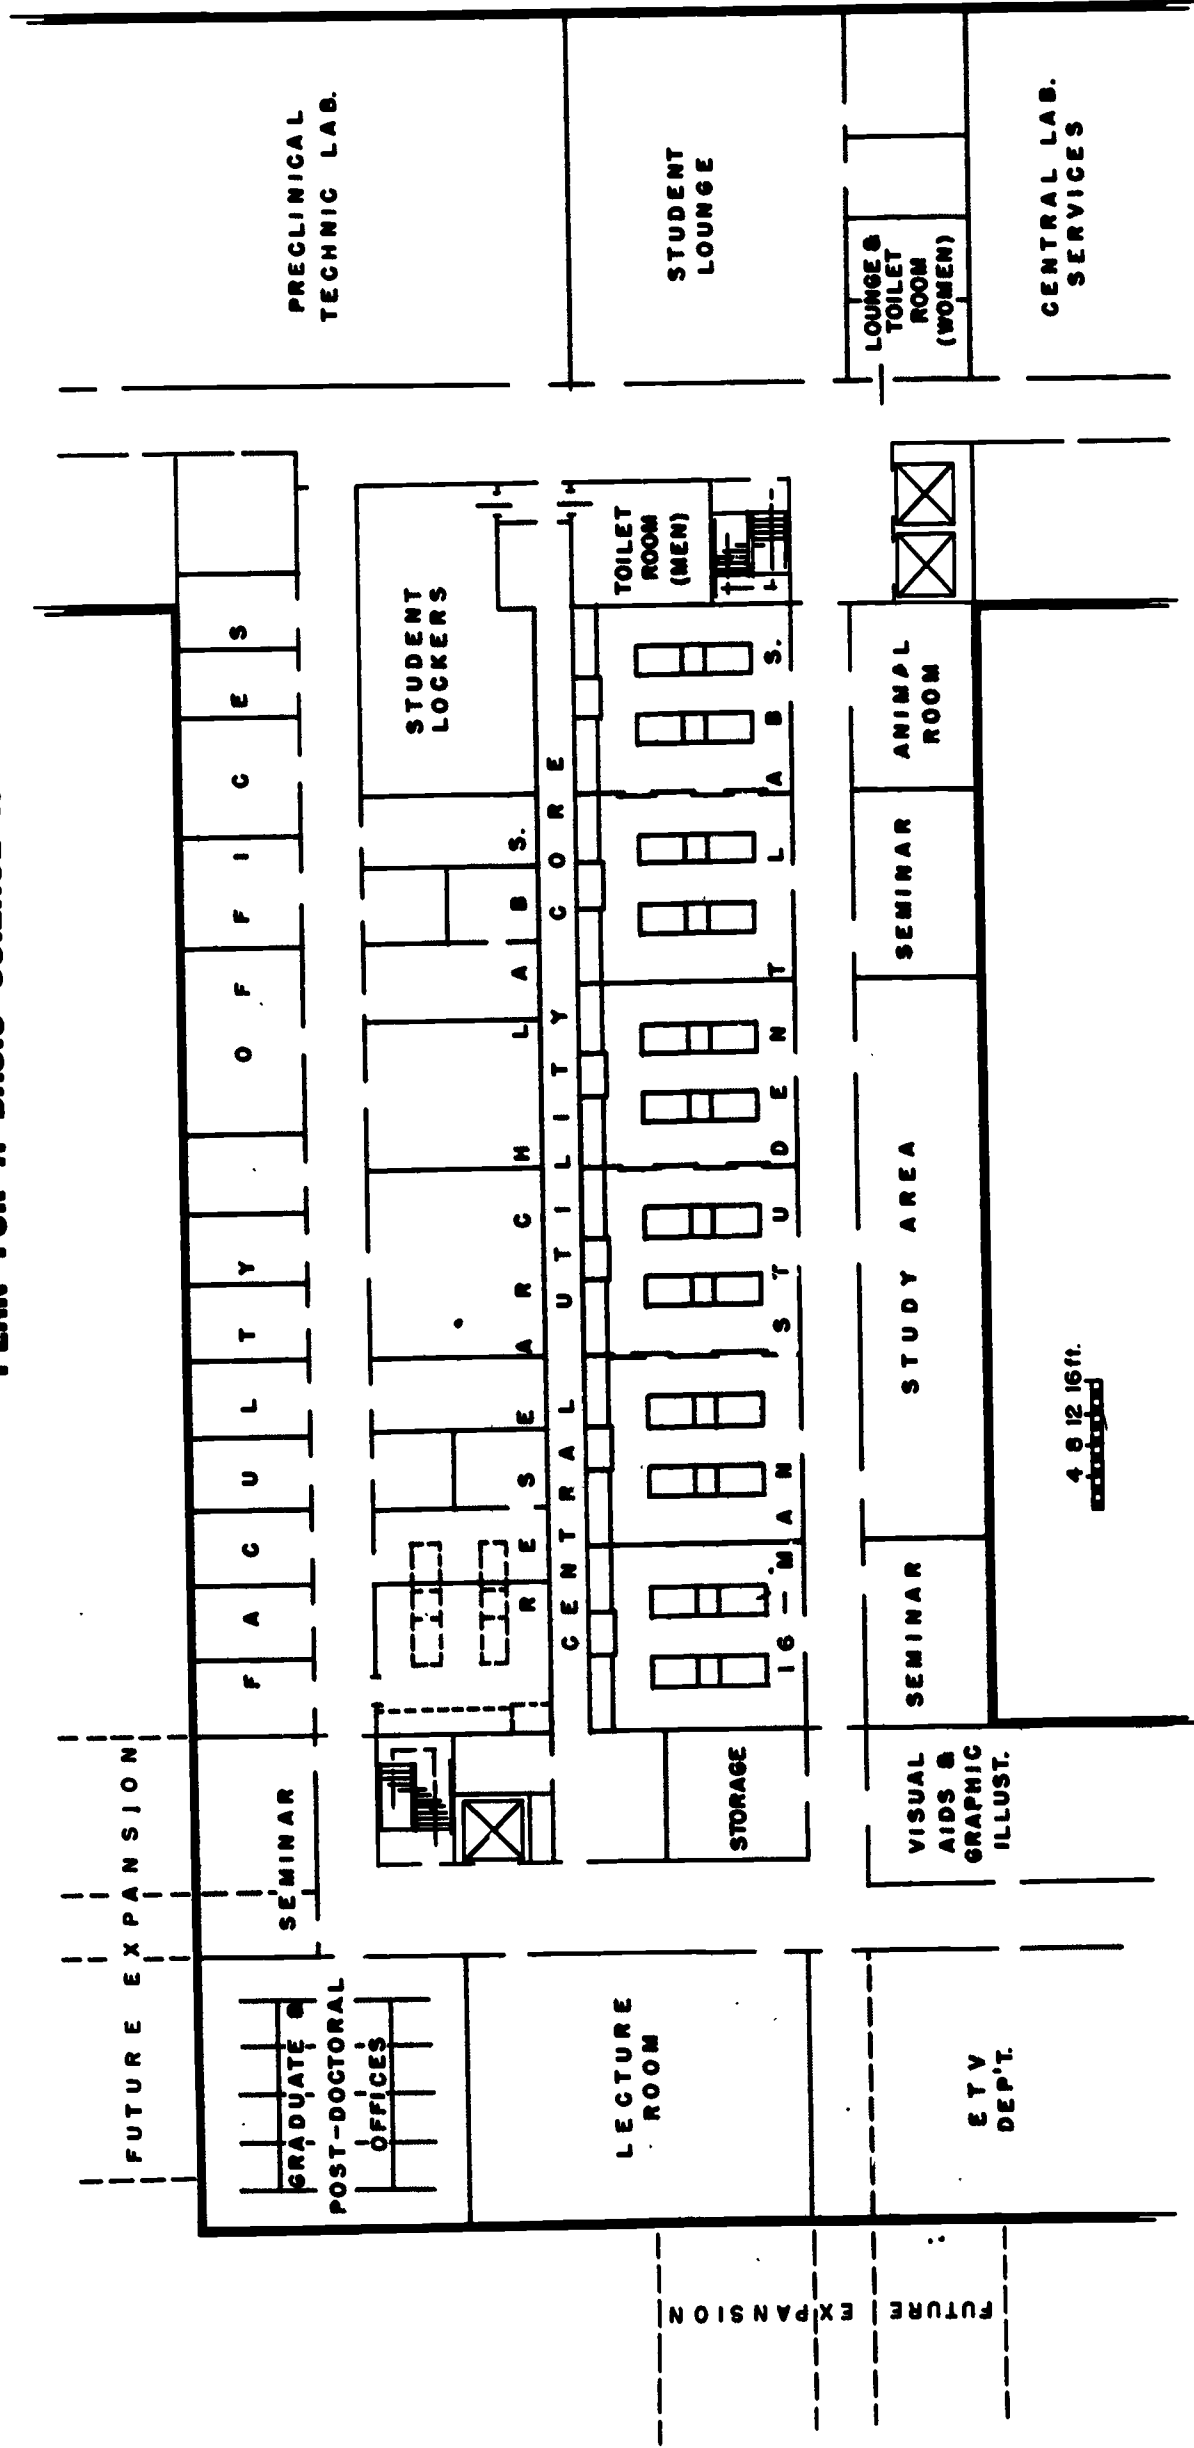 FUTURE EXPANSION
PRECLINICAL
TECHNIC LAB.
FACULTY OFFICES
SEMINAR
GRADUATE &
POST-DOCTORAL
OFFICES
STUDENT
LOCKERS
RESEARCH LABS.
CENTRAL UTILITY CORE
TOILET
ROOM
(MEN)
STUDENT
LOUNGE
LECTURE
ROOM
STORAGE
16-MAN STUDENT LABS.
LOUNGE &
TOILET
ROOM
(WOMEN)
VISUAL
AIDS &
GRAPHIC
ILLUST.
SEMINAR
STUDY AREA
SEMINAR
ANIMAL
ROOM
ETV
DEP'T.
CENTRAL LAB.
SERVICES
FUTURE EXPANSION
4 8 12 16ft.